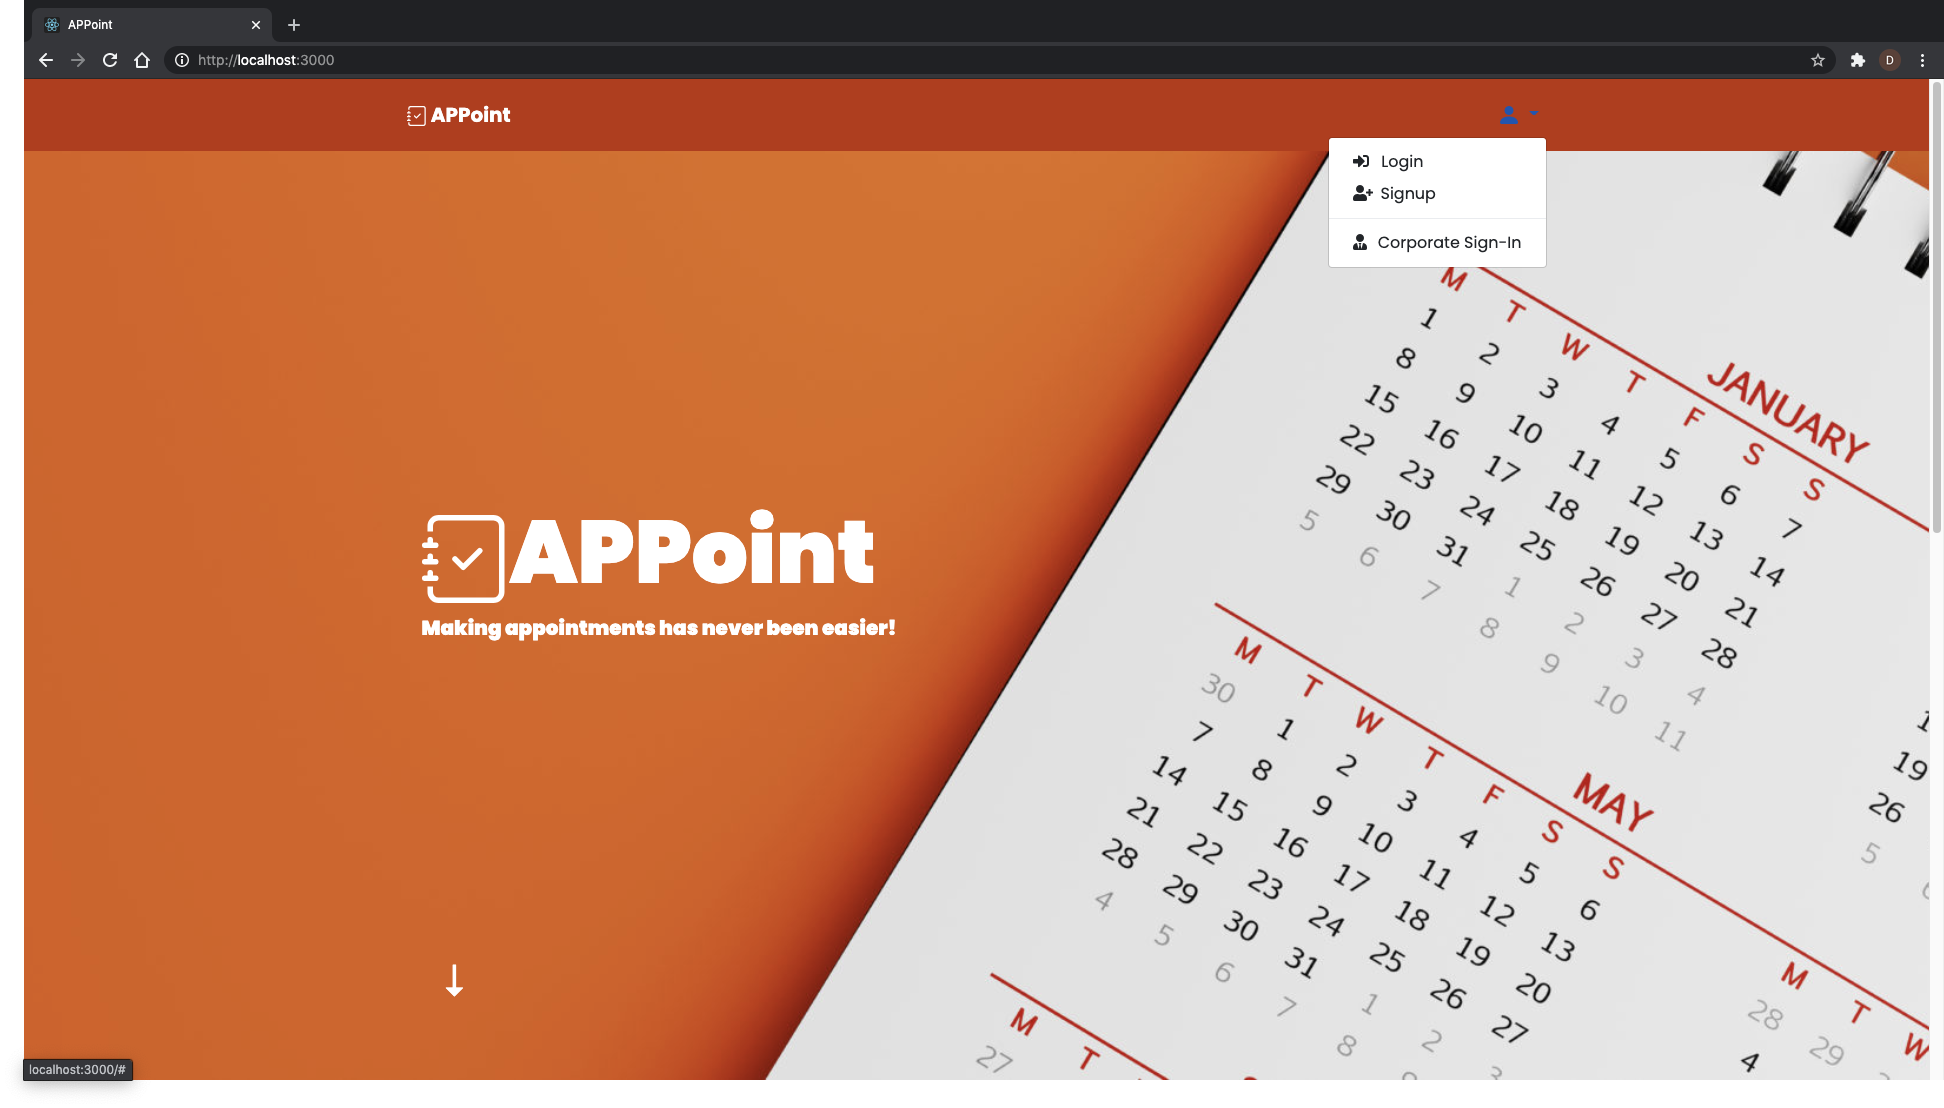 APPoint
http://localhost:3000
D
APPoint
Login
Signup
Corporate Sign-In
APPoint
Making appointments has never been easier!
JANUARY
M T W T F S S
1 2 3 4 5 6 7
8 9 10 11 12 13 14
15 16 17 18 19 20 21
22 23 24 25 26 27 28
29 30 31 1 2 3 4
5 6 7 8 9 10 11
MAY
M T W T F S S
30 1 2 3 4 5 6
7 8 9 10 11 12 13
14 15 16 17 18 19 20
21 22 23 24 25 26 27
28 29 30 31 1 2 3
4 5 6 7 8 9
19
26
5
M T W
28 29
4
M T
27
localhost:3000/#